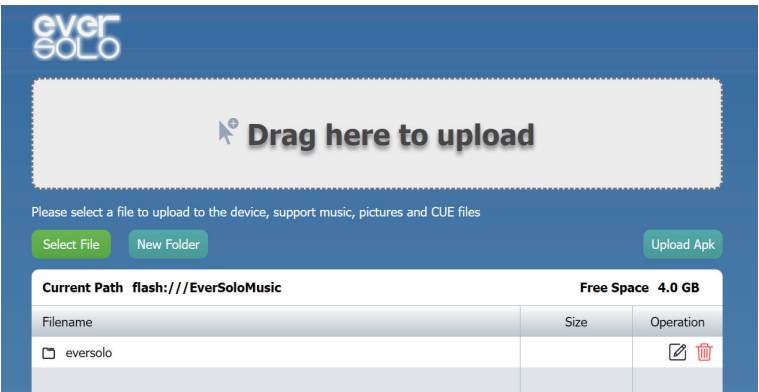 ever
SOLO
Drag here to upload
Please select a file to upload to the device, support music, pictures and CUE files
Select File New Folder Upload Apk
Current Path flash:///EverSoloMusic Free Space 4.0 GB
Filename Size Operation
eversolo